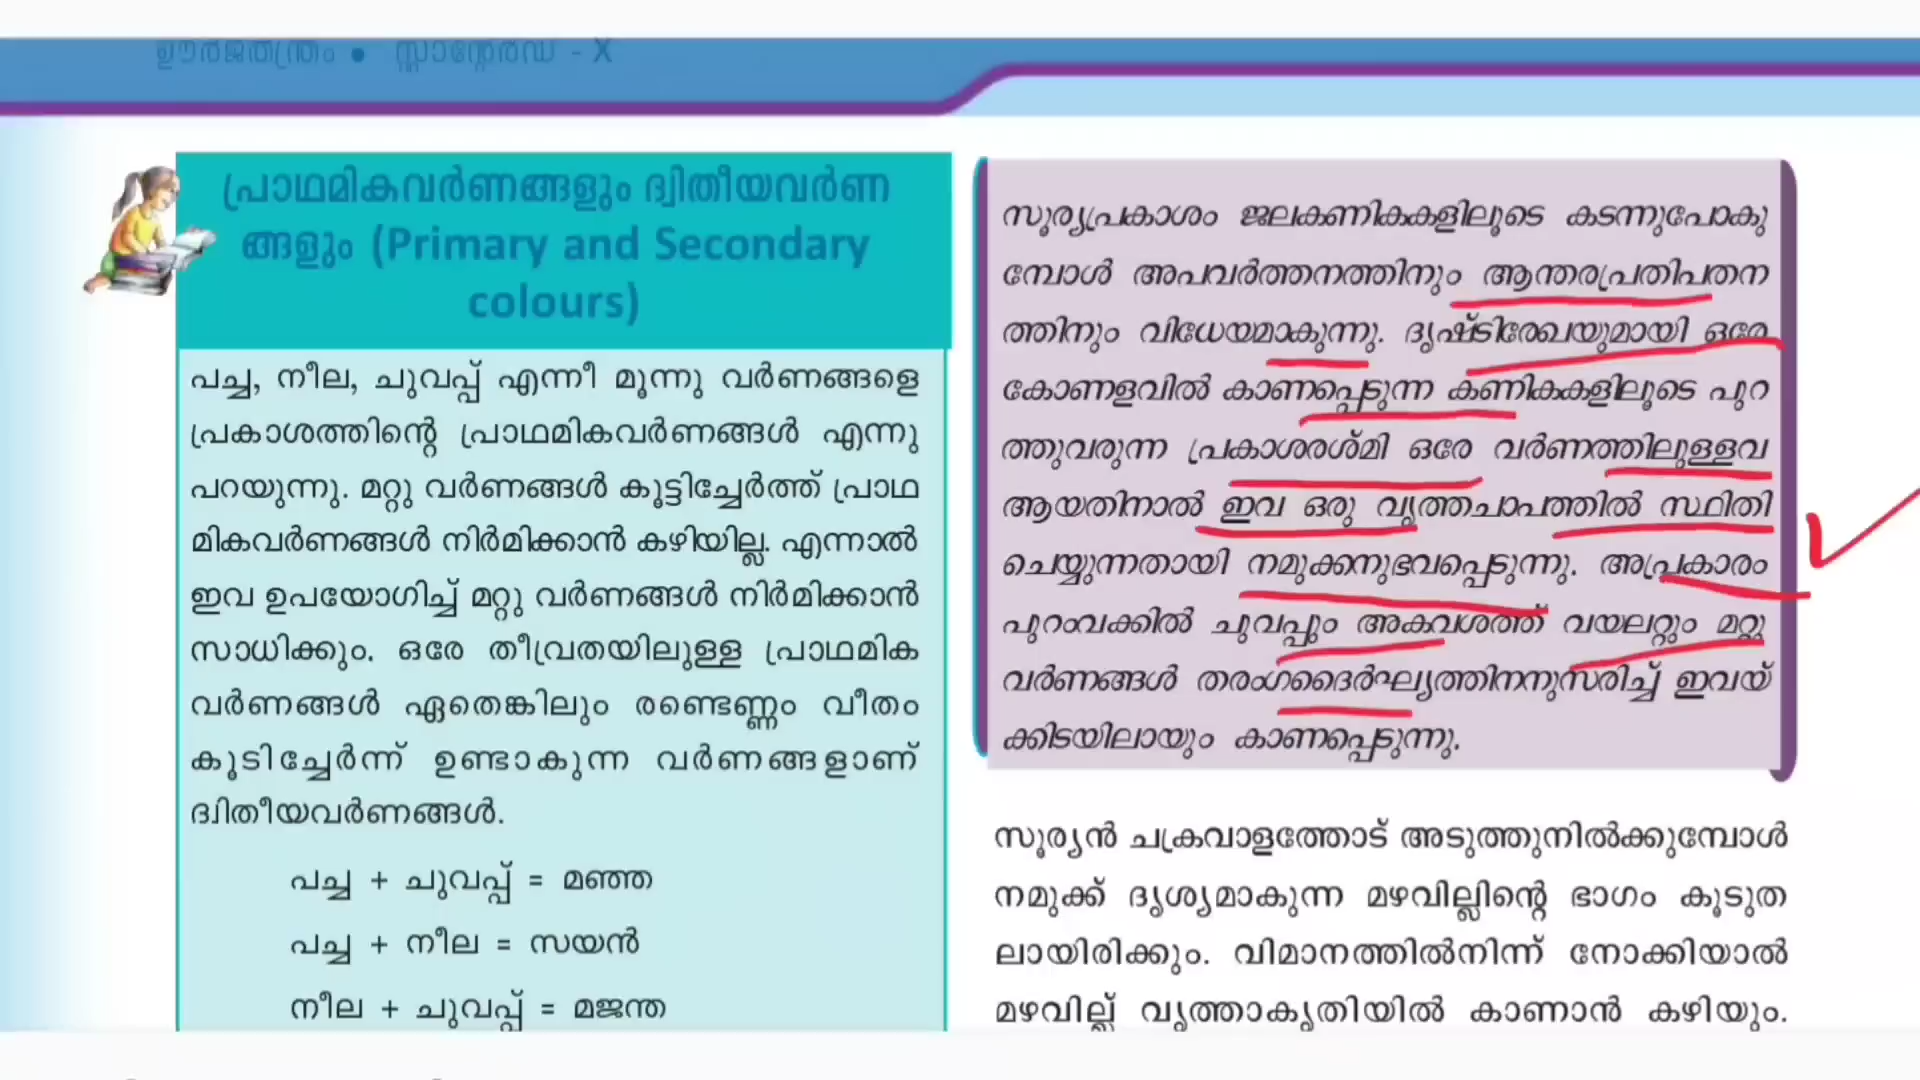 ഊർജതന്ത്രം • സ്റ്റാൻഡേർഡ് - X
പ്രാഥമികവർണങ്ങളും ദ്വിതീയവർണ
ങ്ങളും (Primary and Secondary
colours)
പച്ച, നീല, ചുവപ്പ് എന്നീ മൂന്നു വർണങ്ങളെ
പ്രകാശത്തിന്റെ പ്രാഥമികവർണങ്ങൾ എന്നു
പറയുന്നു. മറ്റു വർണങ്ങൾ കൂട്ടിച്ചേർത്ത് പ്രാഥ
മികവർണങ്ങൾ നിർമിക്കാൻ കഴിയില്ല. എന്നാൽ
ഇവ ഉപയോഗിച്ച് മറ്റു വർണങ്ങൾ നിർമിക്കാൻ
സാധിക്കും. ഒരേ തീവ്രതയിലുള്ള പ്രാഥമിക
വർണങ്ങൾ ഏതെങ്കിലും രണ്ടെണ്ണം വീതം
കൂടിച്ചേർന്ന് ഉണ്ടാകുന്ന വർണങ്ങളാണ്
ദ്വിതീയവർണങ്ങൾ.
പച്ച + ചുവപ്പ് = മഞ്ഞ
പച്ച + നീല = സയൻ
നീല + ചുവപ്പ് = മജന്ത
സൂര്യപ്രകാശം ജലകണികകളിലൂടെ കടന്നുപോകു
മ്പോൾ അപവർത്തനത്തിനും ആന്തരപ്രതിപതന
ത്തിനും വിധേയമാകുന്നു. ദൃഷ്ടിരേഖയുമായി ഒരേ
കോണളവിൽ കാണപ്പെടുന്ന കണികകളിലൂടെ പുറ
ത്തുവരുന്ന പ്രകാശരശ്മി ഒരേ വർണത്തിലുള്ളവ
ആയതിനാൽ ഇവ ഒരു വൃത്തചാപത്തിൽ സ്ഥിതി
ചെയ്യുന്നതായി നമുക്കനുഭവപ്പെടുന്നു. അപ്രകാരം
പുറംവക്കിൽ ചുവപ്പും അകവശത്ത് വയലറ്റും മറ്റു
വർണങ്ങൾ തരംഗദൈർഘ്യത്തിനനുസരിച്ച് ഇവയ്
ക്കിടയിലായും കാണപ്പെടുന്നു.
സൂര്യൻ ചക്രവാളത്തോട് അടുത്തുനിൽക്കുമ്പോൾ
നമുക്ക് ദൃശ്യമാകുന്ന മഴവില്ലിന്റെ ഭാഗം കൂടുത
ലായിരിക്കും. വിമാനത്തിൽനിന്ന് നോക്കിയാൽ
മഴവില്ല് വൃത്താകൃതിയിൽ കാണാൻ കഴിയും.